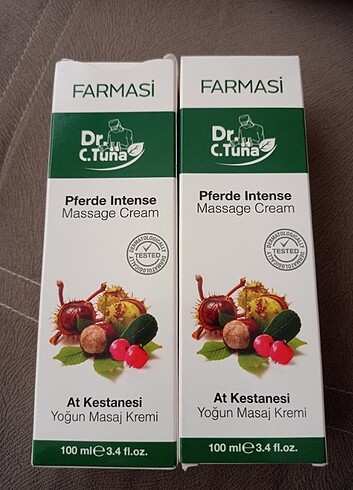 FARMASİ
Dr.
C.Tuna
Pferde Intense
Massage Cream
DERMATOLOGICALLY
TESTED
DERMATOLOGICALLY
At Kestanesi
Yoğun Masaj Kremi
100 ml℮3.4 fl.oz.
FARMASİ
Dr.
C.Tuna
Pferde Intense
Massage Cream
DERMATOLOGICALLY
TESTED
DERMATOLOGICALLY
At Kestanesi
Yoğun Masaj Kremi
100 ml℮3.4 fl.oz.